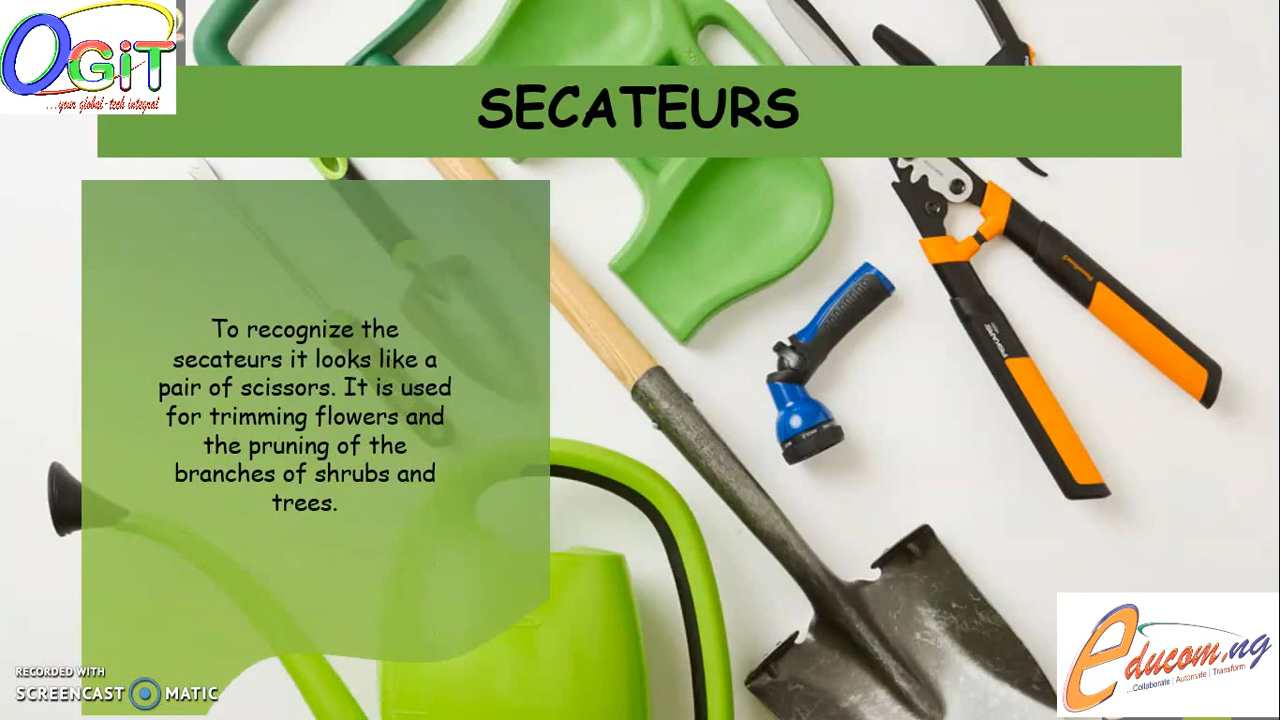 OGiT
...your global-tech integral
SECATEURS
To recognize the
secateurs it looks like a
pair of scissors. It is used
for trimming flowers and
the pruning of the
branches of shrubs and
trees.
FISKARS
RECORDED WITH
SCREENCAST MATIC
educom.ng
...Collaborate | Automate | Transform